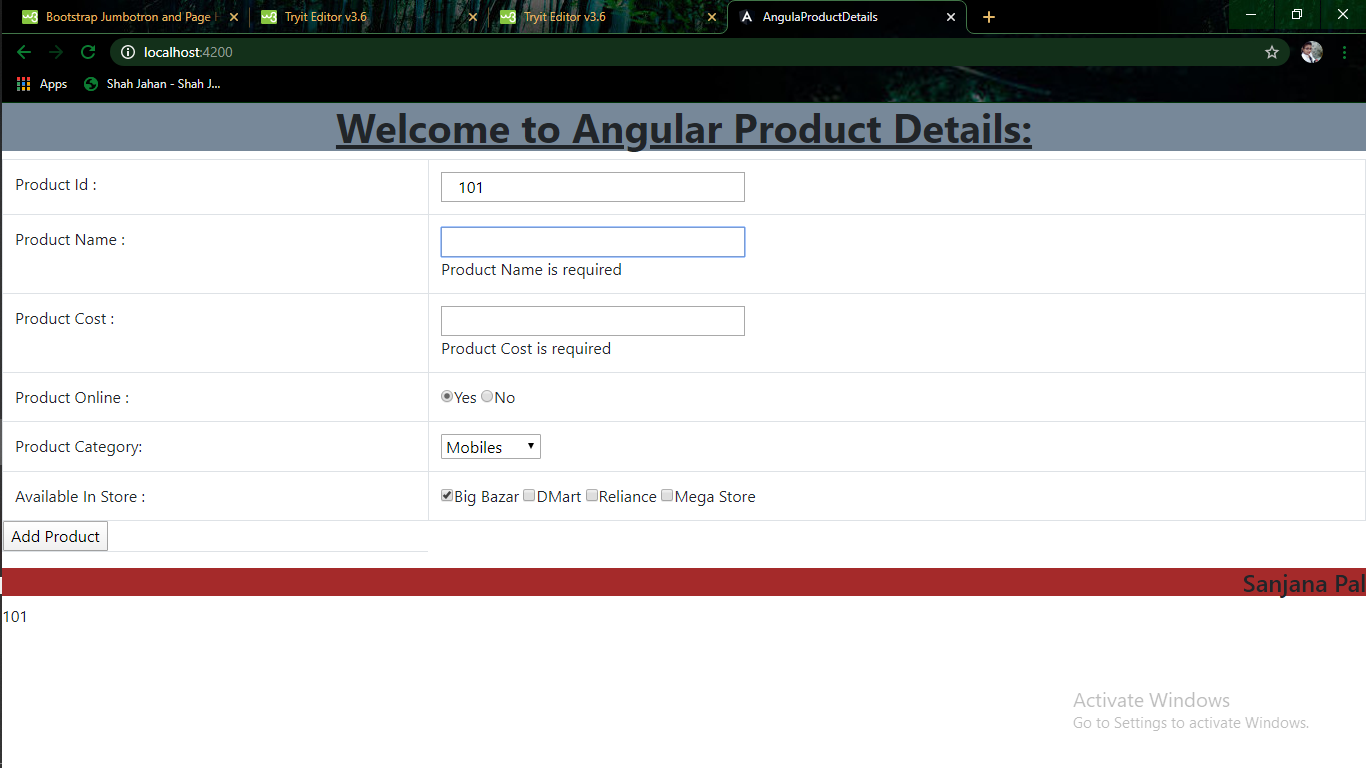 Bootstrap Jumbotron and Page H
Tryit Editor v3.6
Tryit Editor v3.6
AngulaProductDetails
localhost:4200
Apps
Shah Jahan - Shah J...
Welcome to Angular Product Details:
Product Id :
101
Product Name :
Product Name is required
Product Cost :
Product Cost is required
Product Online :
Yes No
Product Category:
Mobiles
Available In Store :
Big Bazar DMart Reliance Mega Store
Add Product
Sanjana Pal
101
Activate Windows
Go to Settings to activate Windows.